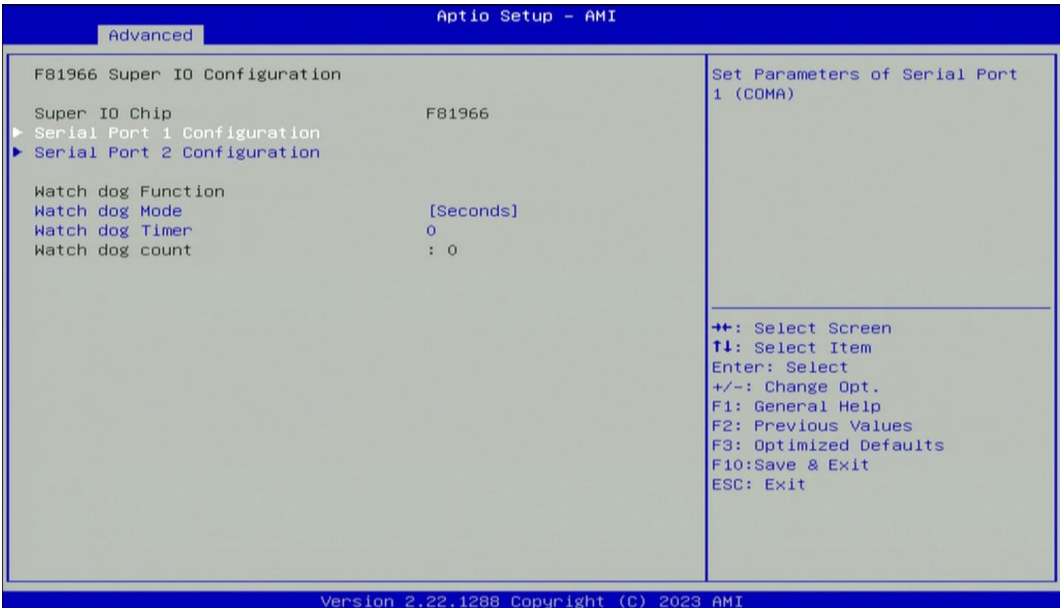 Aptio Setup – AMI
Advanced
F81966 Super IO Configuration
Super IO Chip F81966
Serial Port 1 Configuration
Serial Port 2 Configuration
Watch dog Function
Watch dog Mode [Seconds]
Watch dog Timer 0
Watch dog count : 0
Set Parameters of Serial Port
1 (COMA)
→←: Select Screen
↑↓: Select Item
Enter: Select
+/-: Change Opt.
F1: General Help
F2: Previous Values
F3: Optimized Defaults
F10:Save & Exit
ESC: Exit
Version 2.22.1288 Copyright (C) 2023 AMI